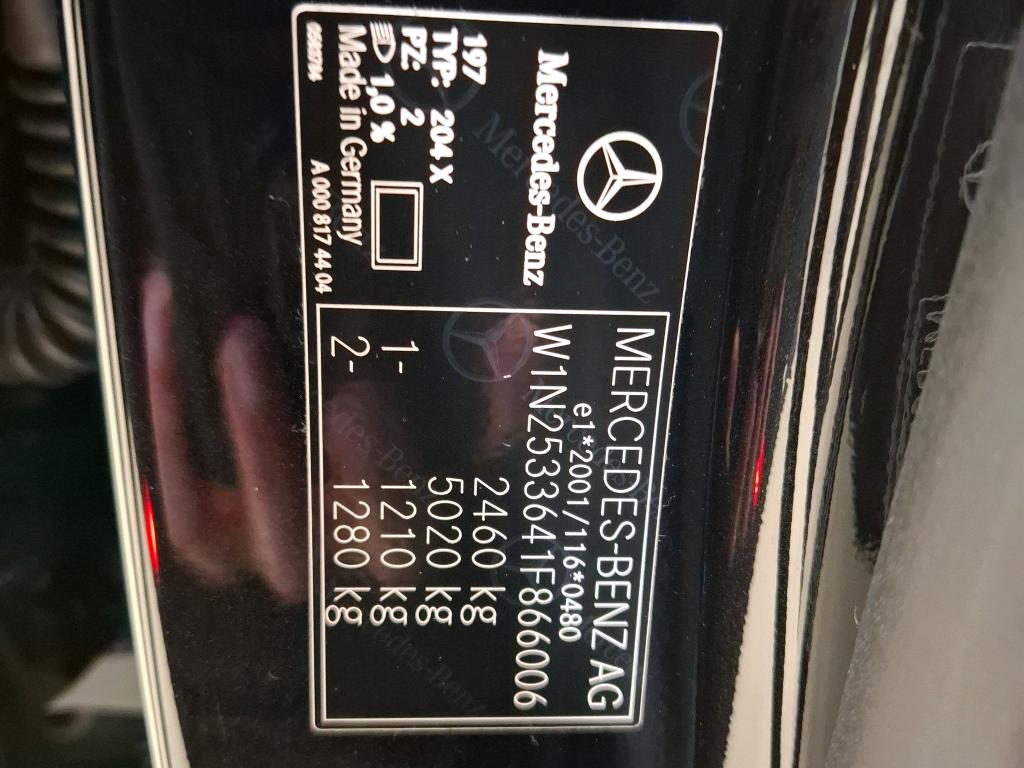 Mercedes-Benz
197
TYP: 204 X
PZ: 2
1,0 %
Made in Germany
A 000 817 44 04
MERCEDES-BENZ AG
e1*2001/116*0480
W1N2533641F866006
2460 kg
5020 kg
1- 1210 kg
2- 1280 kg